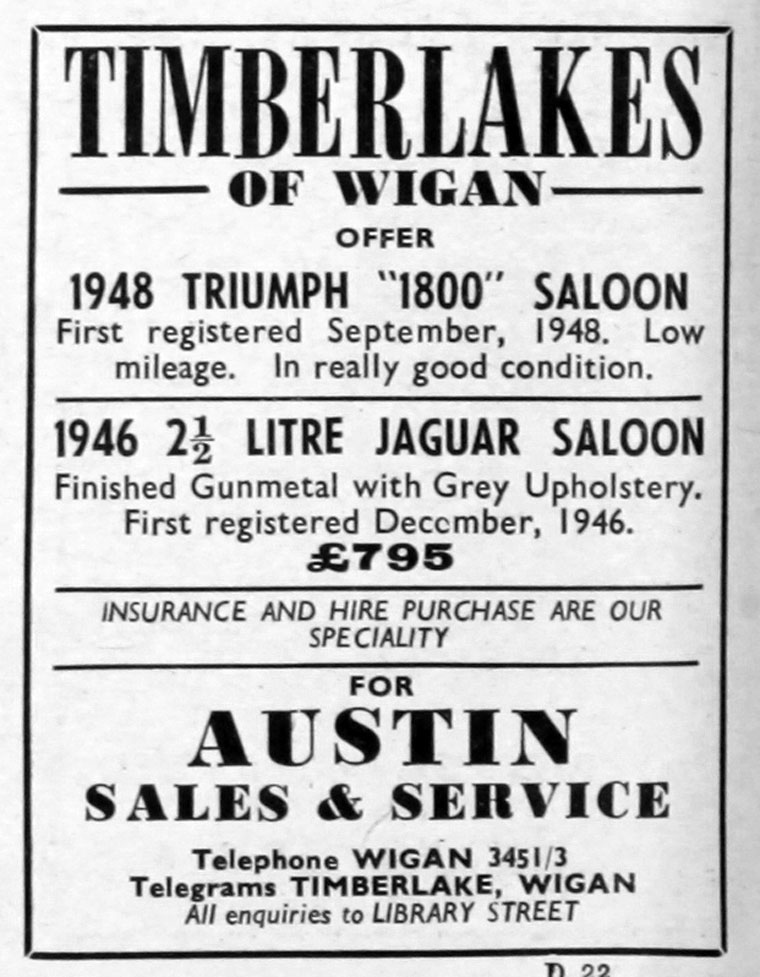 TIMBERLAKES
OF WIGAN
OFFER
1948 TRIUMPH "1800" SALOON
First registered September, 1948. Low
mileage. In really good condition.
1946 2½ LITRE JAGUAR SALOON
Finished Gunmetal with Grey Upholstery.
First registered December, 1946.
£795
INSURANCE AND HIRE PURCHASE ARE OUR
SPECIALITY
FOR
AUSTIN
SALES & SERVICE
Telephone WIGAN 3451/3
Telegrams TIMBERLAKE, WIGAN
All enquiries to LIBRARY STREET
D 22